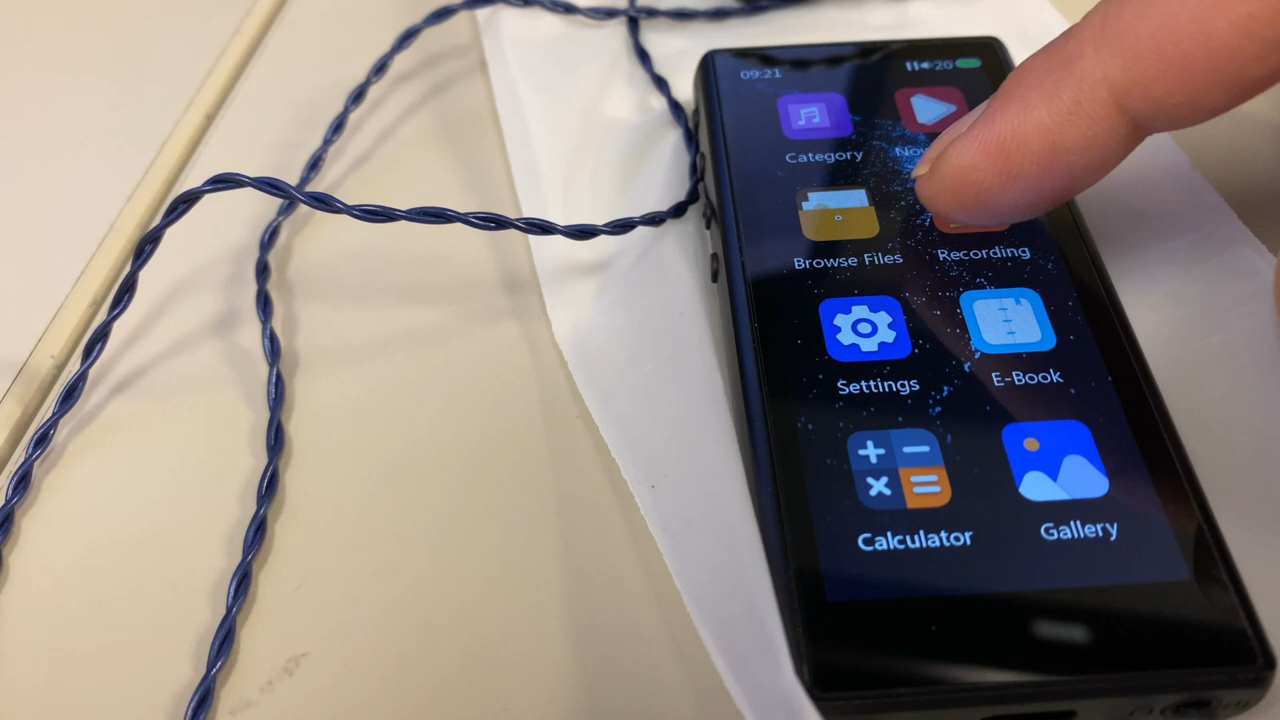 09:21 20
Category
Browse Files
Recording
Settings
E-Book
Calculator
Gallery